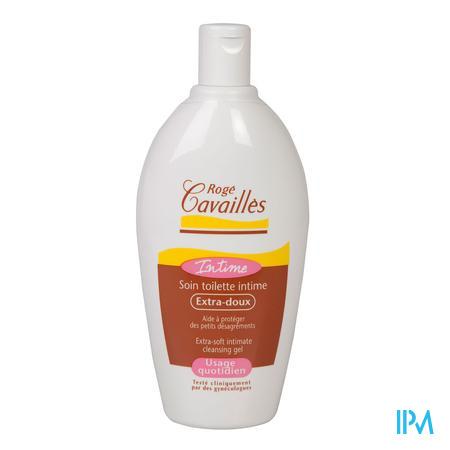 Rogé
Cavaillès
Intime
Soin toilette intime
Extra-doux
Aide à protéger
des petits désagréments
Extra-soft intimate
cleansing gel
Usage
quotidien
Testé cliniquement
par des gynécologues
IPM